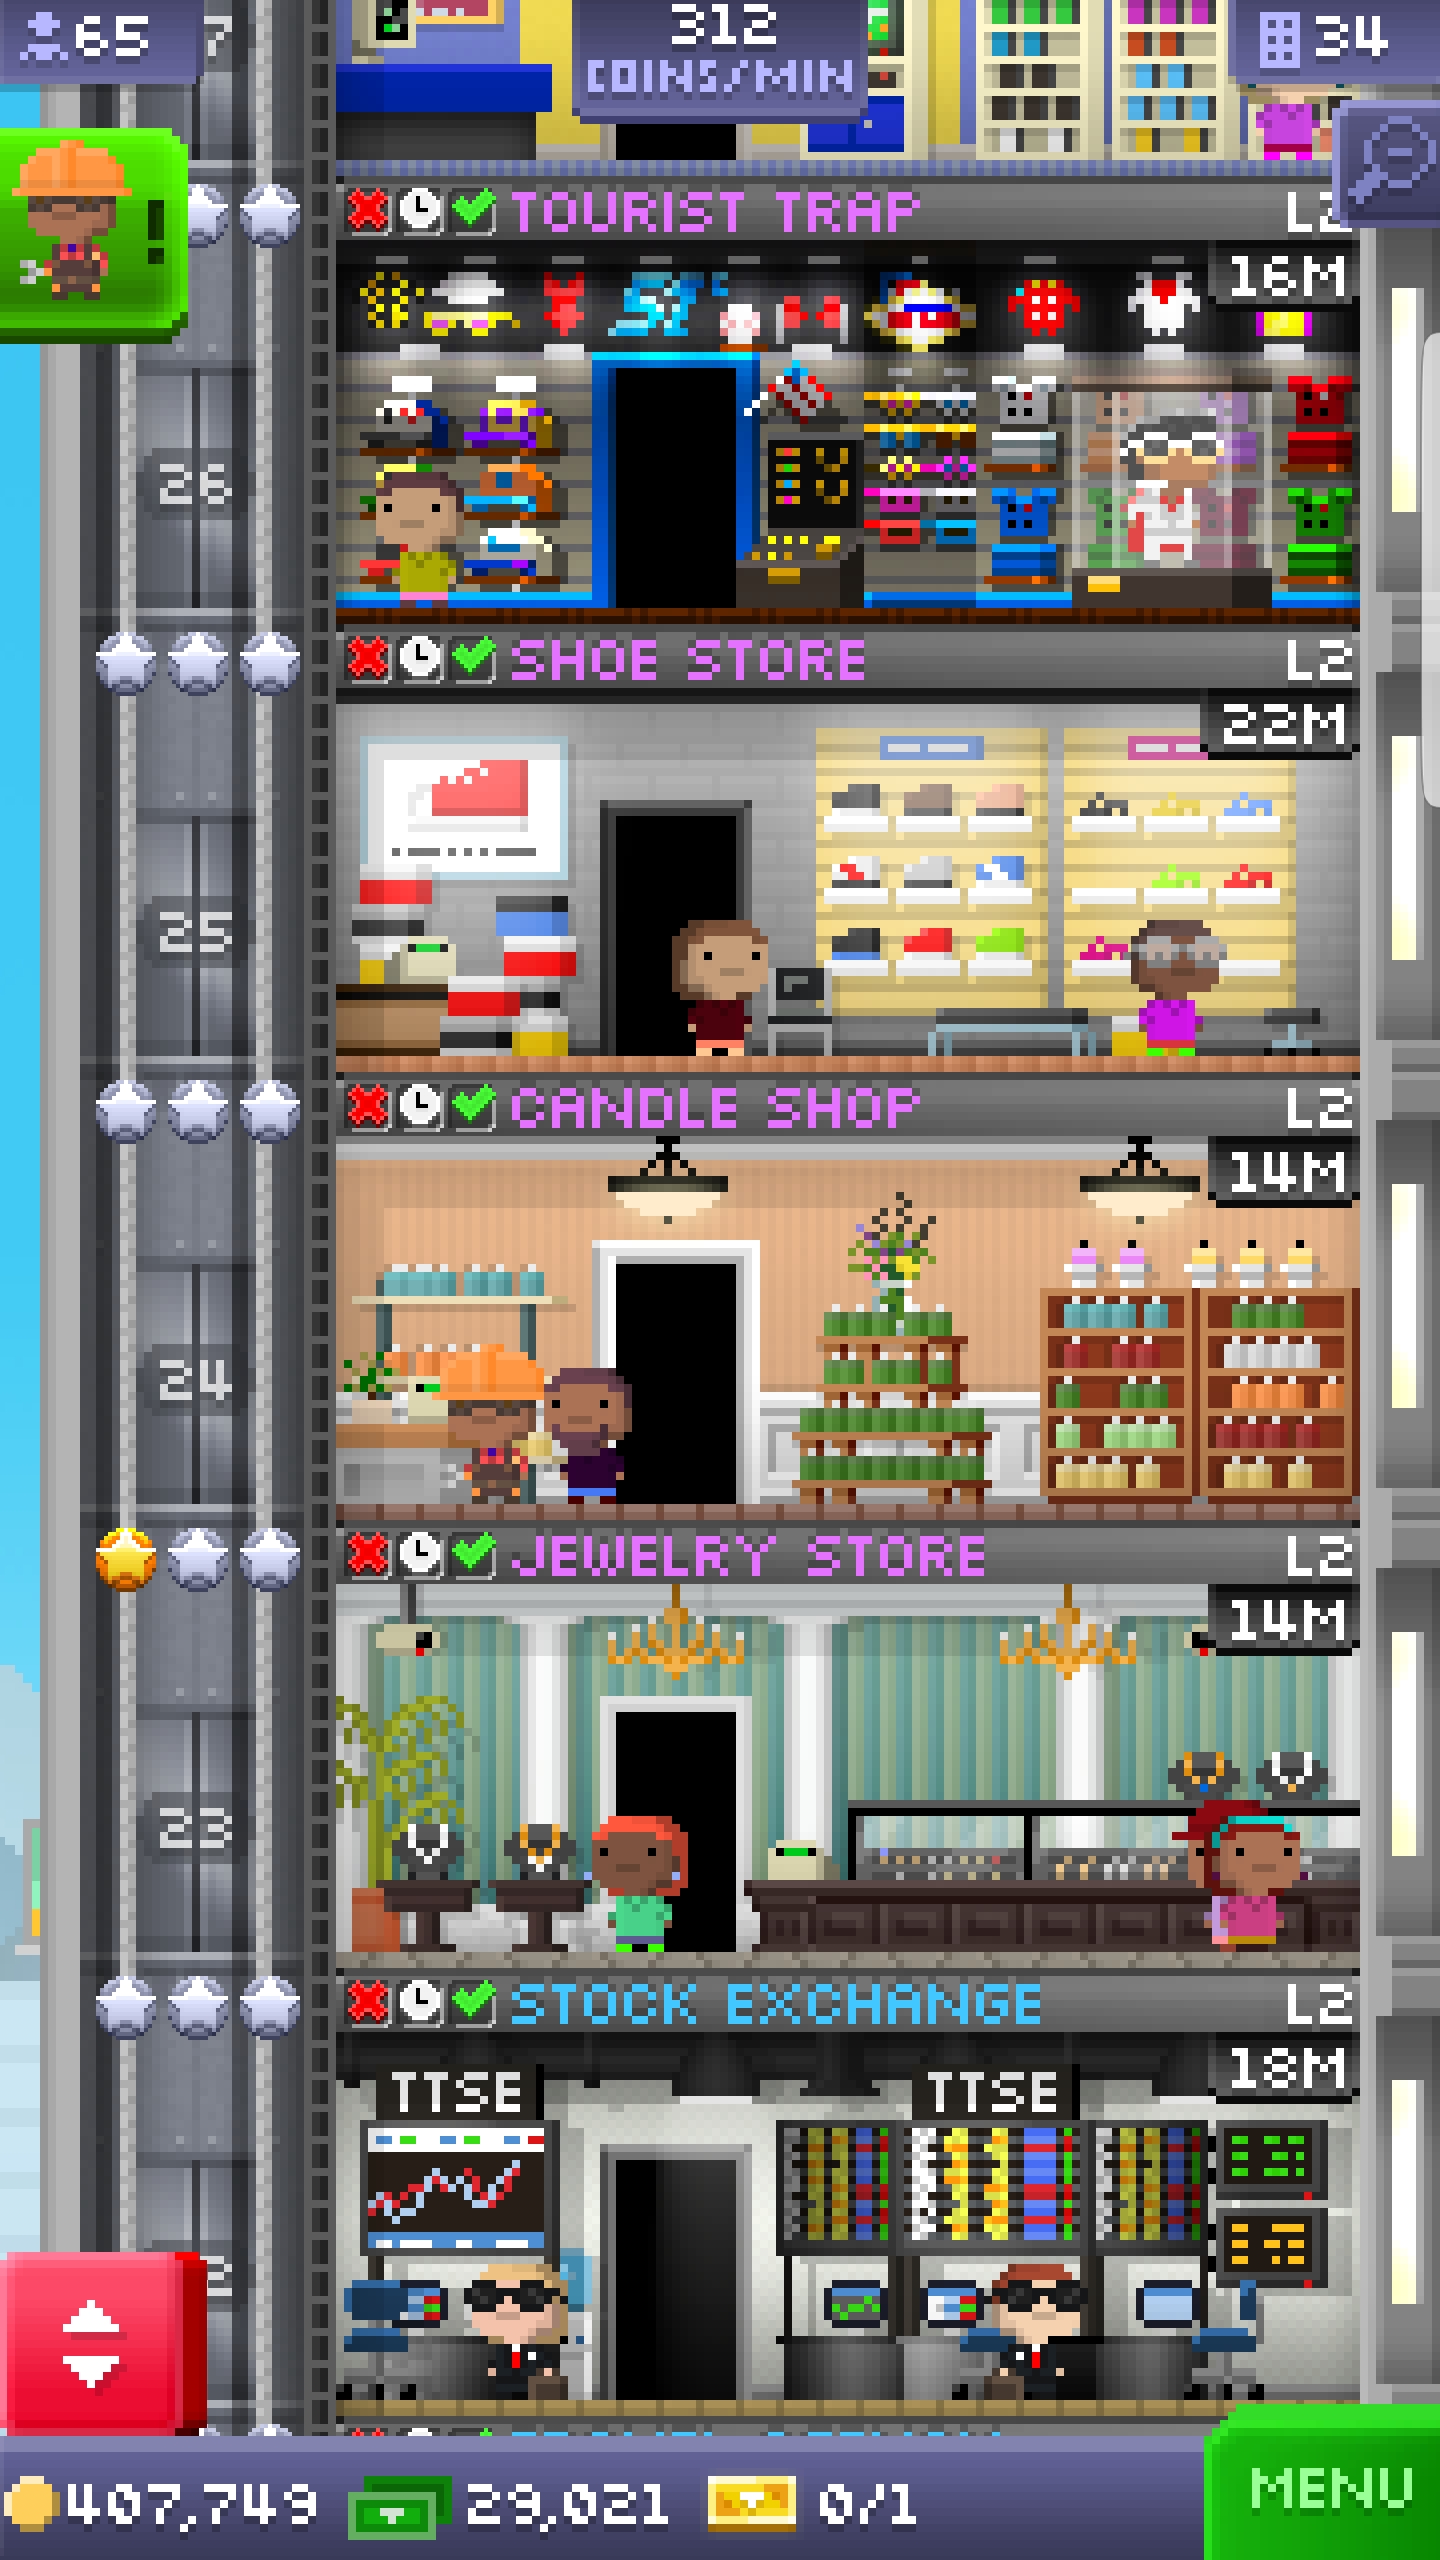 65
7
312
COINS/MIN
34
TOURIST TRAP
16M
26
SHOE STORE L2
22M
25
CANDLE SHOP L2
14M
24
JEWELRY STORE L2
14M
23
STOCK EXCHANGE L2
18M
TTSE TTSE
407,749 29,021 0/1 MENU